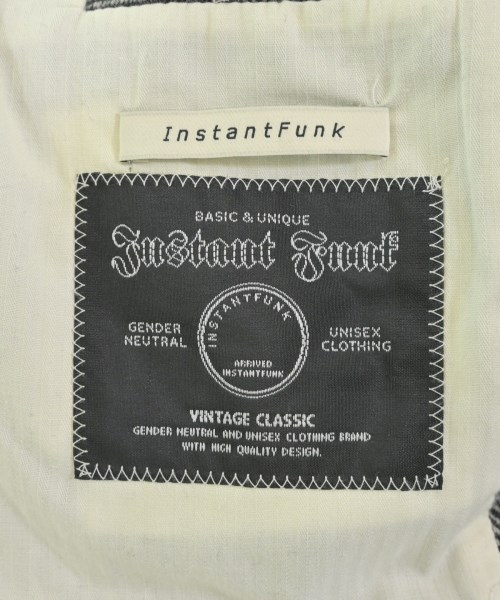 InstantFunk
BASIC & UNIQUE
Instant Funk
GENDER
NEUTRAL
INSTANTFUNK
ARRIVED
INSTANTFUNK
UNISEX
CLOTHING
VINTAGE CLASSIC
GENDER NEUTRAL AND UNISEX CLOTHING BRAND
WITH HIGH QUALITY DESIGN.